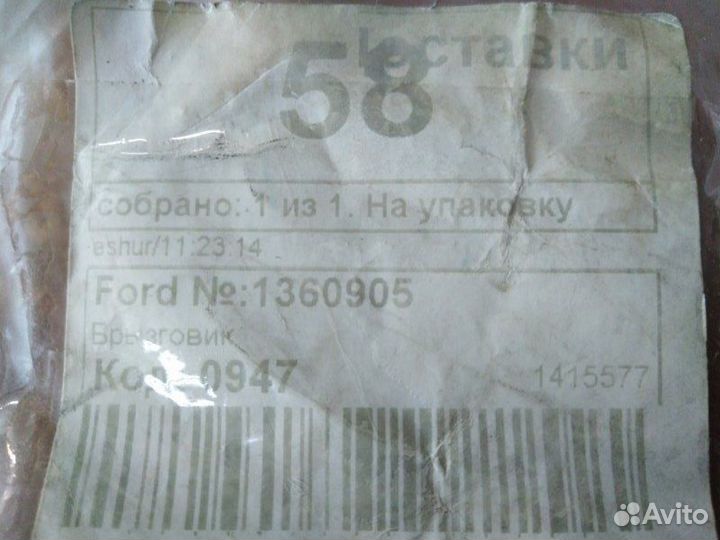 58
собрано: 1 из 1. На упаковку
eshur/11:23:14
Ford №:1360905
Брызговик
0947
1415577
Avito